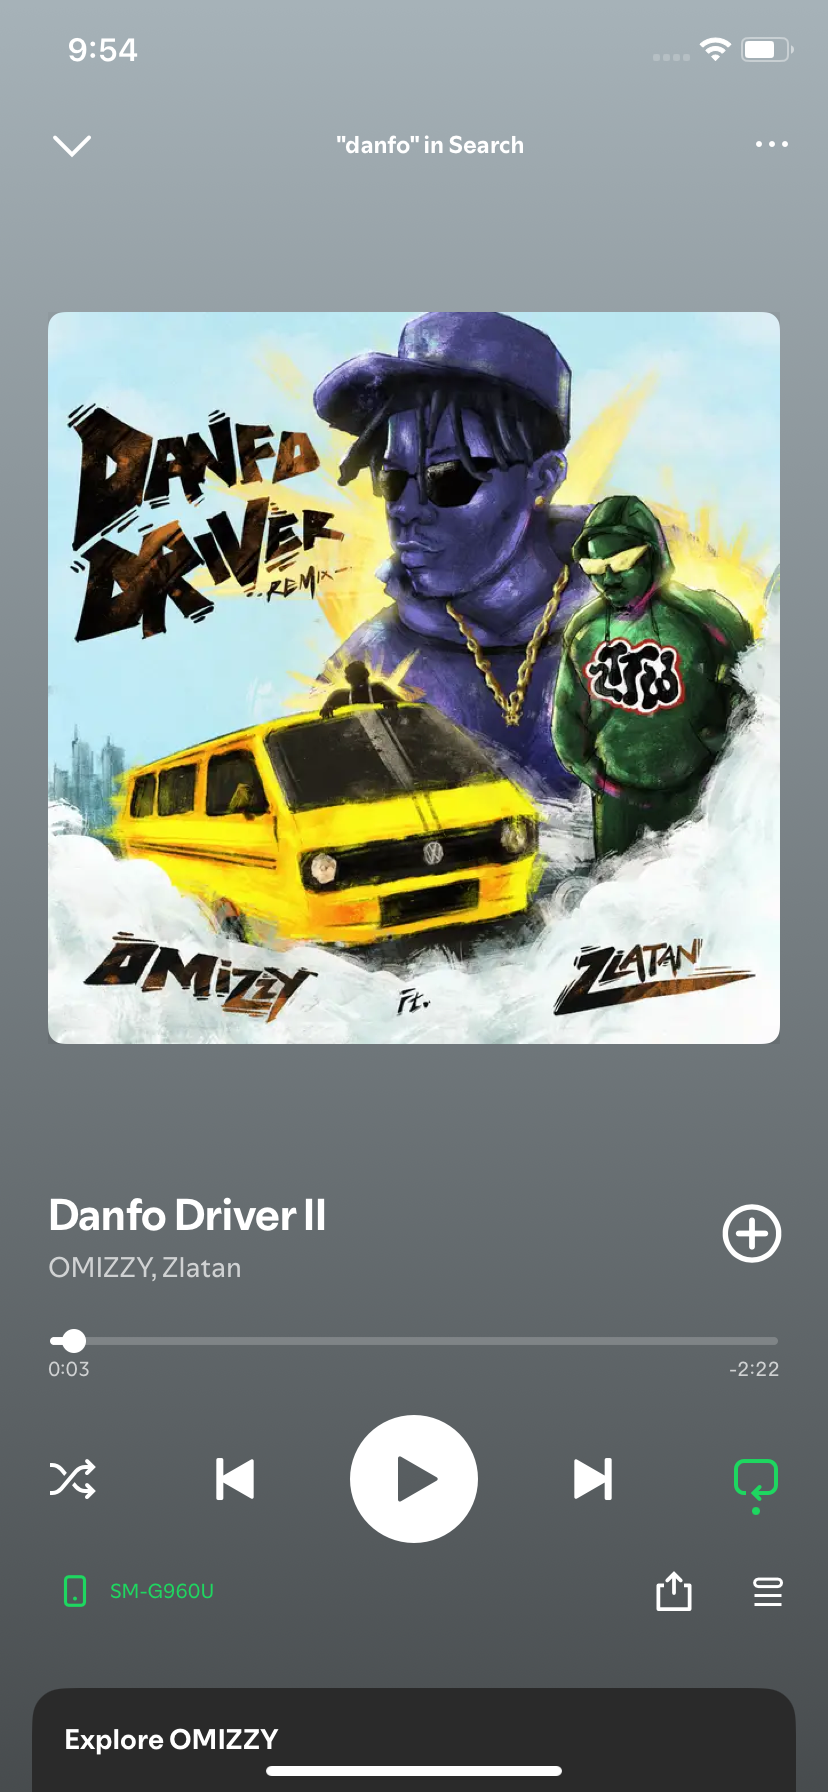 9:54
"danfo" in Search
DANFO
DRIVER
REMIX
OMIZZY
Ft.
ZLATAN
Danfo Driver II
OMIZZY, Zlatan
0:03
-2:22
SM-G960U
Explore OMIZZY